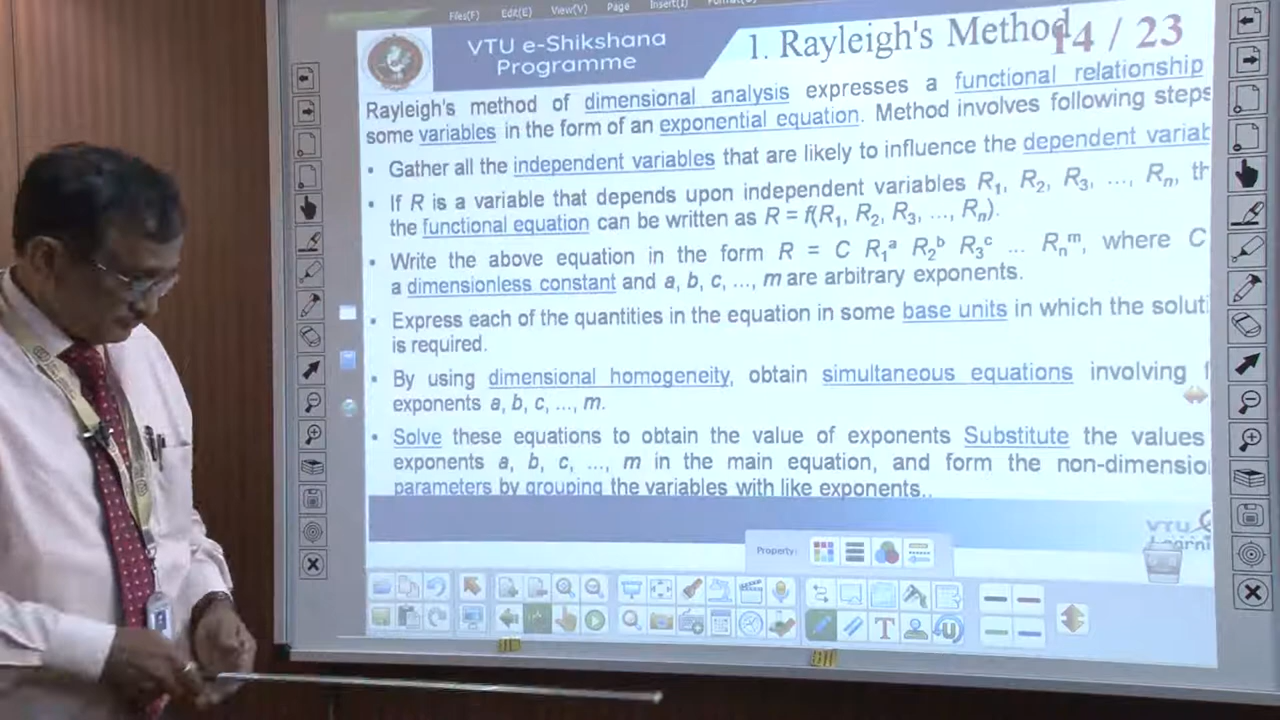 Files(F) Edit(E) View(V) Page Insert(I)
VTU e-Shikshana
Programme
1. Rayleigh's Method
14 / 23
Rayleigh's method of dimensional analysis expresses a functional relationship
some variables in the form of an exponential equation. Method involves following steps
• Gather all the independent variables that are likely to influence the dependent variab
• If R is a variable that depends upon independent variables R1, R2, R3, ..., Rn, th
the functional equation can be written as R = f(R1, R2, R3, ..., Rn).
• Write the above equation in the form R = C R1^a R2^b R3^c ... Rn^m, where C
a dimensionless constant and a, b, c, ..., m are arbitrary exponents.
• Express each of the quantities in the equation in some base units in which the soluti
is required.
• By using dimensional homogeneity, obtain simultaneous equations involving
exponents a, b, c, ..., m.
• Solve these equations to obtain the value of exponents Substitute the values
exponents a, b, c, ..., m in the main equation, and form the non-dimensio
parameters by grouping the variables with like exponents..
VTU
Learni
Property: